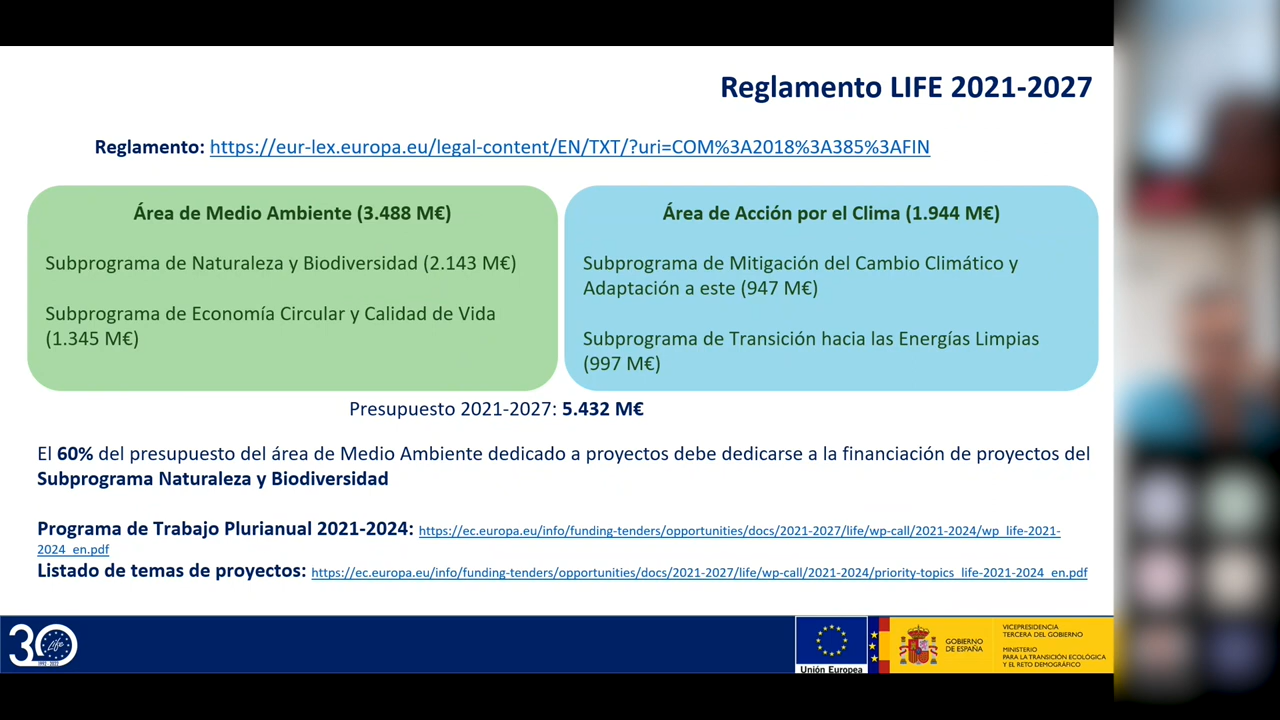 Reglamento LIFE 2021-2027
Reglamento: https://eur-lex.europa.eu/legal-content/EN/TXT/?uri=COM%3A2018%3A385%3AFIN
Área de Medio Ambiente (3.488 M€)
Subprograma de Naturaleza y Biodiversidad (2.143 M€)
Subprograma de Economía Circular y Calidad de Vida
(1.345 M€)
Área de Acción por el Clima (1.944 M€)
Subprograma de Mitigación del Cambio Climático y
Adaptación a este (947 M€)
Subprograma de Transición hacia las Energías Limpias
(997 M€)
Presupuesto 2021-2027: 5.432 M€
El 60% del presupuesto del área de Medio Ambiente dedicado a proyectos debe dedicarse a la financiación de proyectos del
Subprograma Naturaleza y Biodiversidad
Programa de Trabajo Plurianual 2021-2024: https://ec.europa.eu/info/funding-tenders/opportunities/docs/2021-2027/life/wp-call/2021-2024/wp_life-2021-
2024_en.pdf
Listado de temas de proyectos: https://ec.europa.eu/info/funding-tenders/opportunities/docs/2021-2027/life/wp-call/2021-2024/priority-topics_life-2021-2024_en.pdf
30
Life
Unión Europea
GOBIERNO
DE ESPAÑA
VICEPRESIDENCIA
TERCERA DEL GOBIERNO
MINISTERIO
PARA LA TRANSICIÓN ECOLÓGICA
Y EL RETO DEMOGRÁFICO